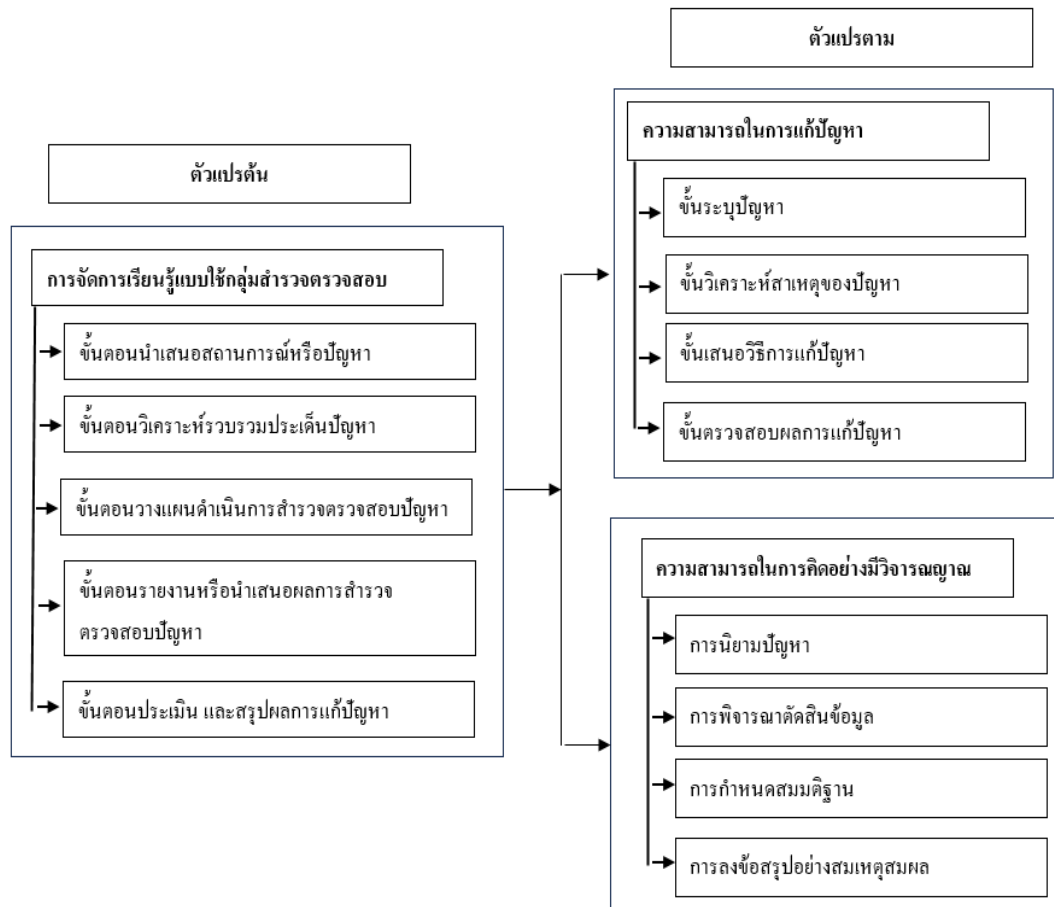 ตัวแปรต้น
การจัดการเรียนรู้แบบใช้กลุ่มสำรวจตรวจสอบ
ขั้นตอนนำเสนอสถานการณ์หรือปัญหา
ขั้นตอนวิเคราะห์รวบรวมประเด็นปัญหา
ขั้นตอนวางแผนดำเนินการสำรวจตรวจสอบปัญหา
ขั้นตอนรายงานหรือนำเสนอผลการสำรวจ
ตรวจสอบปัญหา
ขั้นตอนประเมิน และสรุปผลการแก้ปัญหา
ตัวแปรตาม
ความสามารถในการแก้ปัญหา
ขั้นระบุปัญหา
ขั้นวิเคราะห์สาเหตุของปัญหา
ขั้นเสนอวิธีการแก้ปัญหา
ขั้นตรวจสอบผลการแก้ปัญหา
ความสามารถในการคิดอย่างมีวิจารณญาณ
การนิยามปัญหา
การพิจารณาตัดสินข้อมูล
การกำหนดสมมติฐาน
การลงข้อสรุปอย่างสมเหตุสมผล